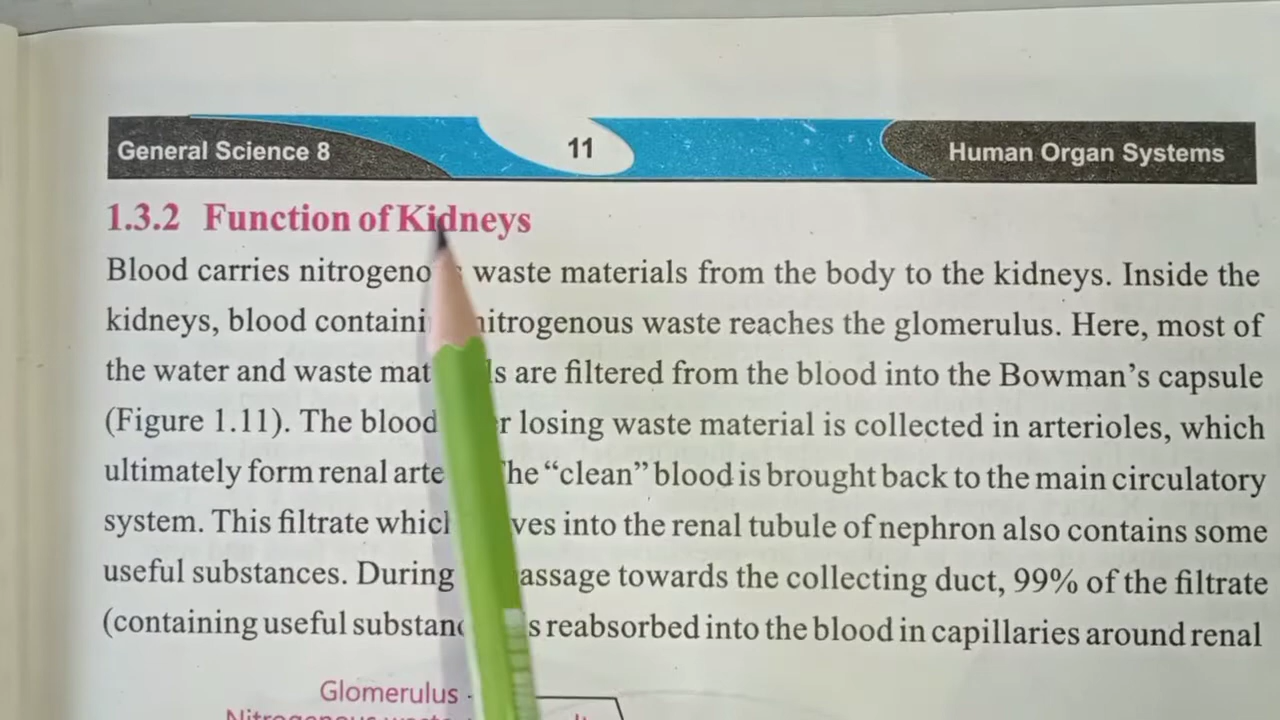 General Science 8
11
Human Organ Systems
1.3.2 Function of Kidneys
Blood carries nitrogeno s waste materials from the body to the kidneys. Inside the
kidneys, blood containi nitrogenous waste reaches the glomerulus. Here, most of
the water and waste mat ls are filtered from the blood into the Bowman's capsule
(Figure 1.11). The blood r losing waste material is collected in arterioles, which
ultimately form renal arte he “clean” blood is brought back to the main circulatory
system. This filtrate which ves into the renal tubule of nephron also contains some
useful substances. During assage towards the collecting duct, 99% of the filtrate
(containing useful substanc s reabsorbed into the blood in capillaries around renal
Glomerulus
Nitrogenous waste